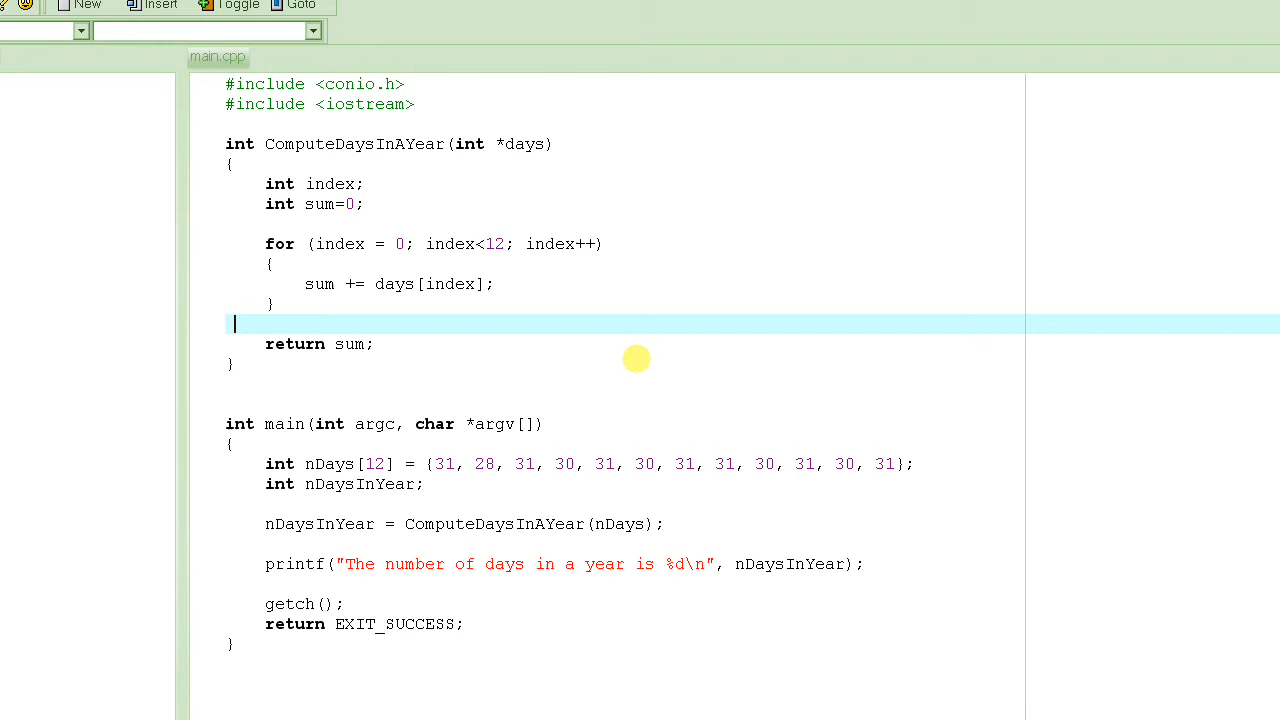 New Insert Toggle Goto
main.cpp
#include <conio.h>
#include <iostream>
int ComputeDaysInAYear(int *days)
{
int index;
int sum=0;
for (index = 0; index<12; index++)
{
sum += days[index];
}
return sum;
}
int main(int argc, char *argv[])
{
int nDays[12] = {31, 28, 31, 30, 31, 30, 31, 31, 30, 31, 30, 31};
int nDaysInYear;
nDaysInYear = ComputeDaysInAYear(nDays);
printf("The number of days in a year is %d\n", nDaysInYear);
getch();
return EXIT_SUCCESS;
}